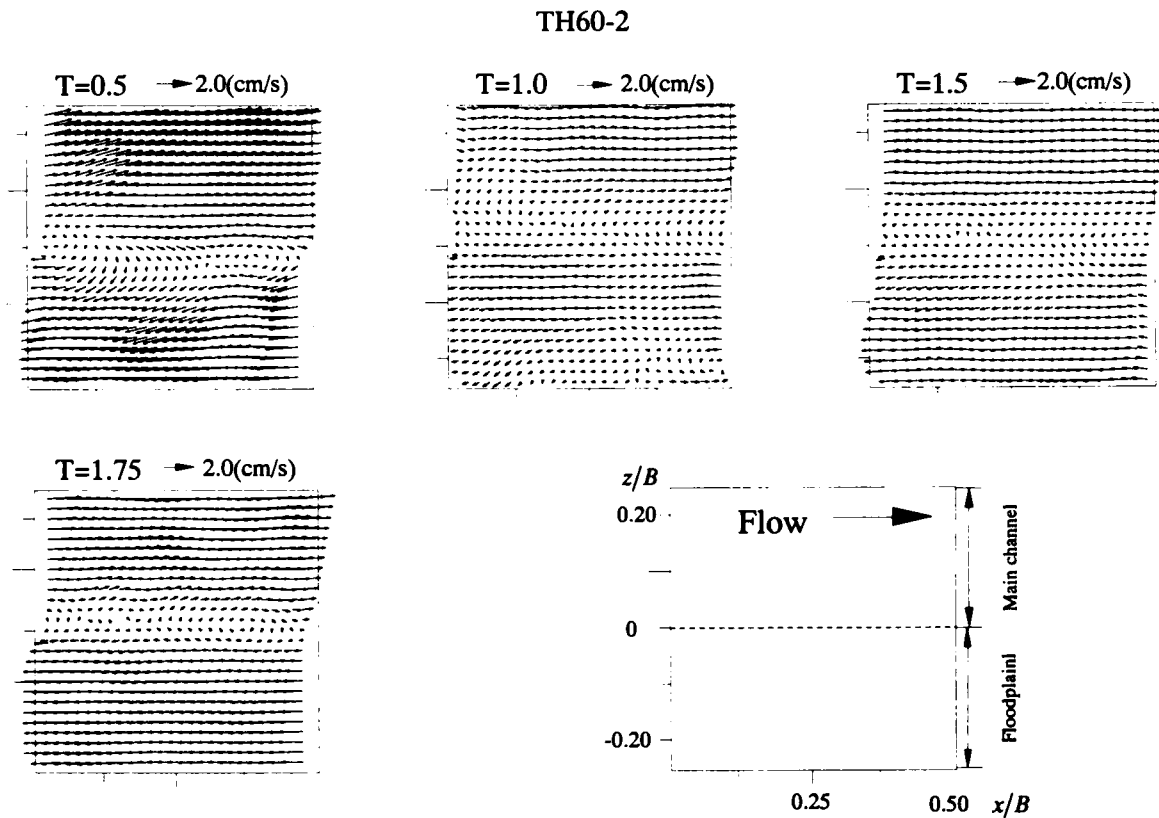 TH60-2
T=0.5 2.0(cm/s)
T=1.0 2.0(cm/s)
T=1.5 2.0(cm/s)
T=1.75 2.0(cm/s)
z/B
0.20
Flow
Main channel
0
Floodplainl
-0.20
0.25
0.50
x/B